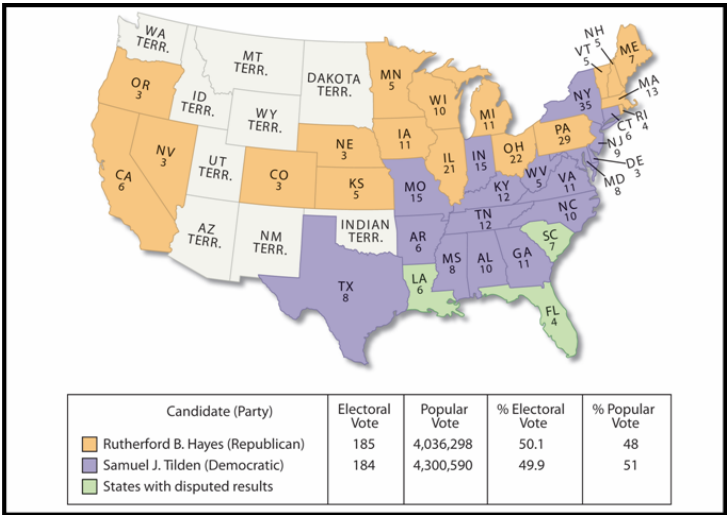 WA
TERR.
MT
TERR.
DAKOTA
TERR.
MN
5
NH
5
VT
5
ME
7
OR
3
ID
TERR.
WY
TERR.
WI
10
MI
11
NY
35
MA
13
RI
4
CT
6
NJ
9
DE
3
MD
8
NV
3
UT
TERR.
CO
3
NE
3
IA
11
IL
21
IN
15
OH
22
PA
29
CA
6
KS
5
MO
15
KY
12
WV
5
VA
11
AZ
TERR.
NM
TERR.
INDIAN
TERR.
AR
6
TN
12
NC
10
SC
7
TX
8
LA
6
MS
8
AL
10
GA
11
FL
4
Candidate (Party) Electoral Vote Popular Vote % Electoral Vote % Popular Vote
Rutherford B. Hayes (Republican) 185 4,036,298 50.1 48
Samuel J. Tilden (Democratic) 184 4,300,590 49.9 51
States with disputed results